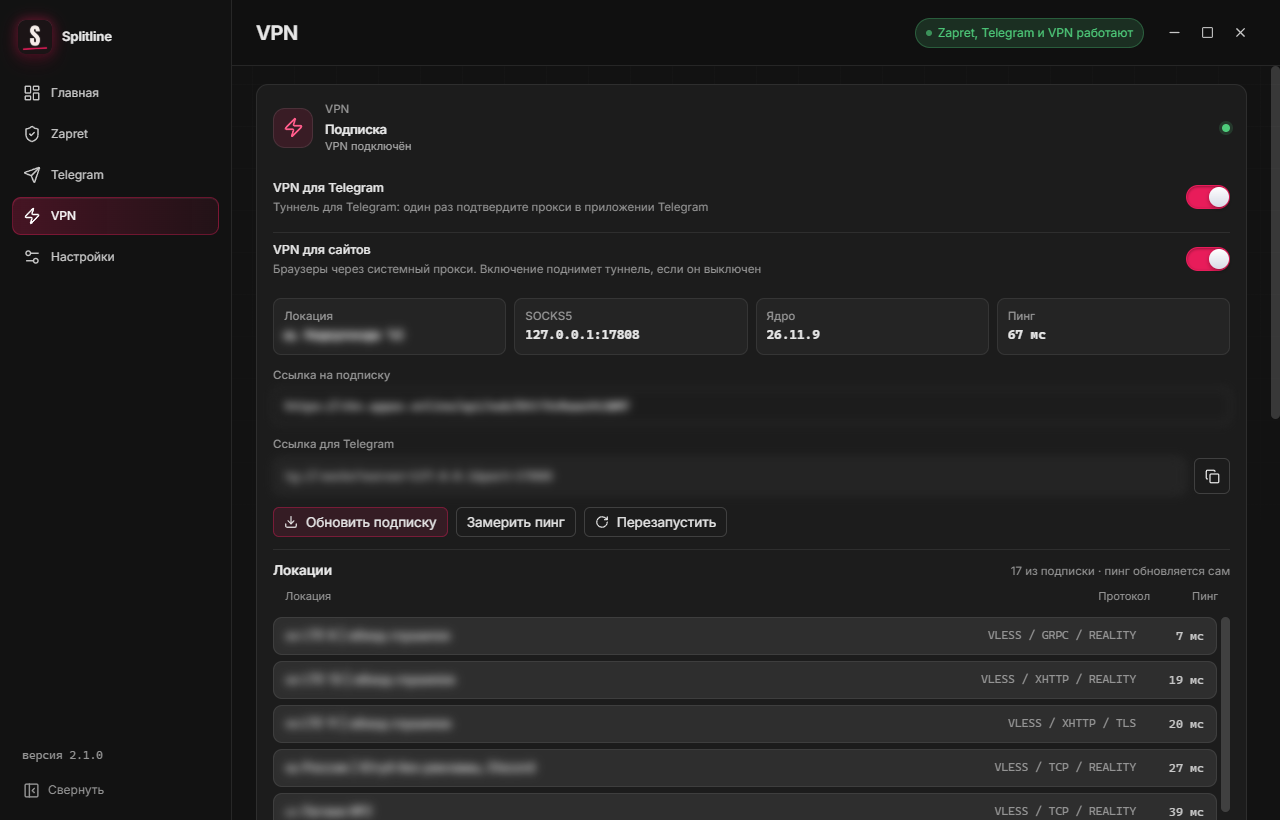 Splitline
VPN
Zapret, Telegram и VPN работают
Главная
Zapret
Telegram
VPN
Настройки
VPN
Подписка
VPN подключён
VPN для Telegram
Туннель для Telegram: один раз подтвердите прокси в приложении Telegram
VPN для сайтов
Браузеры через системный прокси. Включение поднимет туннель, если он выключен
Локация
SOCKS5
127.0.0.1:17808
Ядро
26.11.9
Пинг
67 мс
Ссылка на подписку
Ссылка для Telegram
Обновить подписку
Замерить пинг
Перезапустить
Локации
17 из подписки · пинг обновляется сам
Локация Протокол Пинг
VLESS / GRPC / REALITY 7 мс
VLESS / XHTTP / REALITY 19 мс
VLESS / XHTTP / TLS 20 мс
VLESS / TCP / REALITY 27 мс
VLESS / TCP / REALITY 39 мс
версия 2.1.0
Свернуть